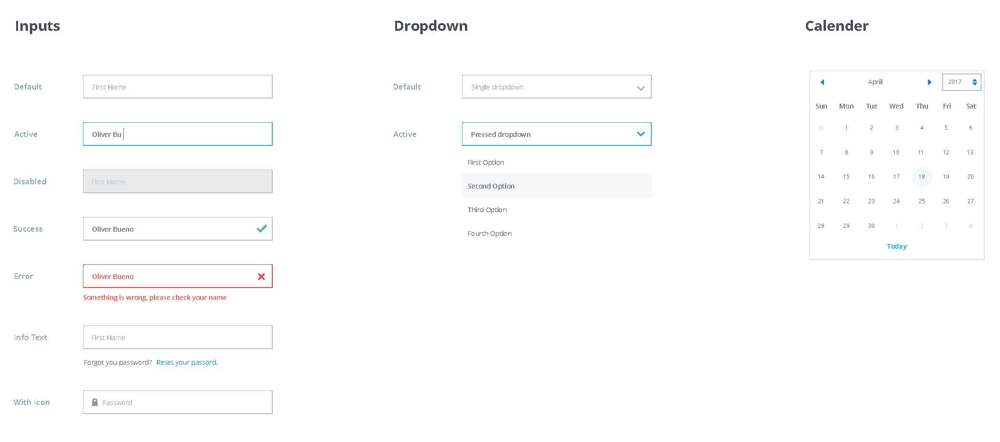 Inputs
Default
First Name
Active
Oliver Bu
Disabled
First Name
Success
Oliver Bueno
Error
Oliver Bueno
Something is wrong, please check your name
Info Text
First Name
Forgot you password? Reset your passord.
With Icon
Password
Dropdown
Default
Single dropdown
Active
Pressed dropdown
First Option
Second Option
Third Option
Fourth Option
Calender
April 2017
Sun Mon Tue Wed Thu Fri Sat
31 1 2 3 4 5 6
7 8 9 10 11 12 13
14 15 16 17 18 19 20
21 22 23 24 25 26 27
28 29 30 1 2 3 4
Today